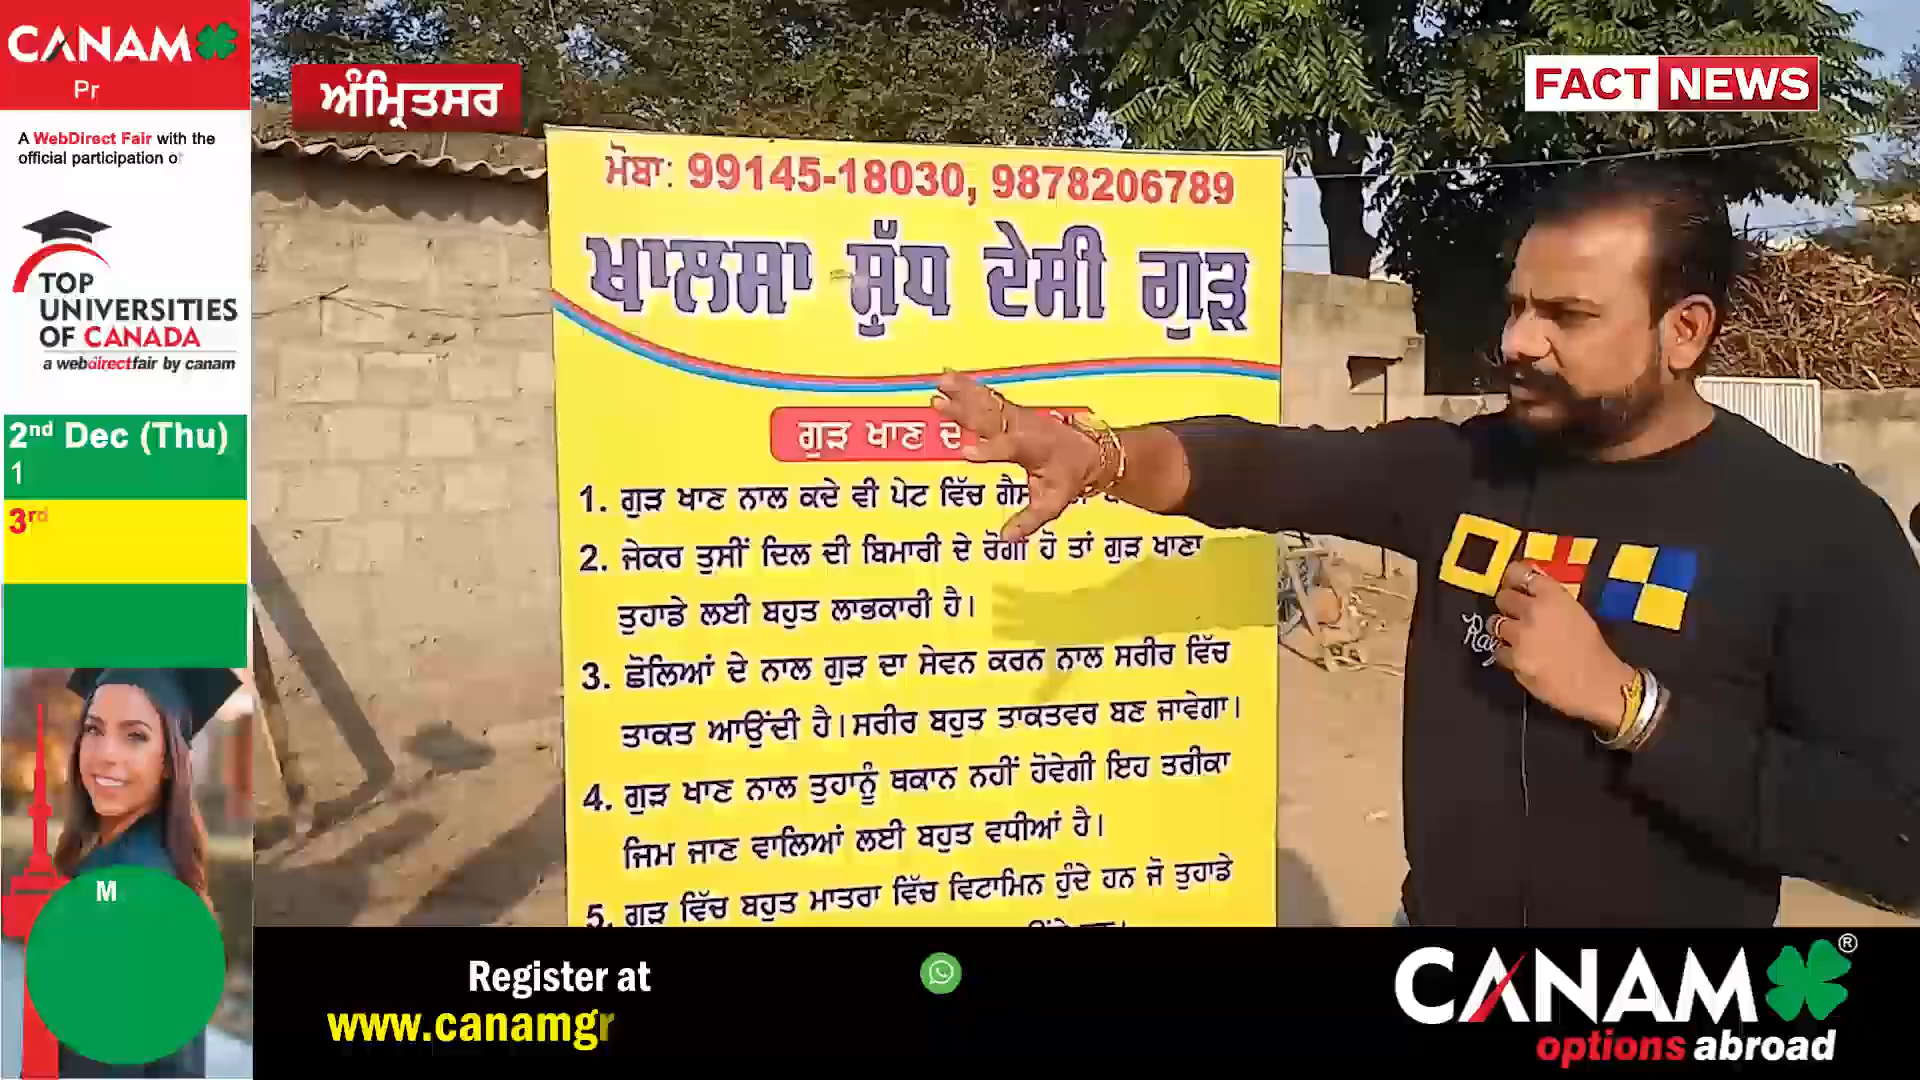 CANAM
Pr
A WebDirect Fair with the
official participation o
TOP
UNIVERSITIES
OF CANADA
a webdirectfair by canam
2nd Dec (Thu)
1
3rd
M
ਅੰਮ੍ਰਿਤਸਰ
FACT NEWS
ਮੋਬਾ: 99145-18030, 9878206789
ਖਾਲਸਾ ਸ਼ੁੱਧ ਦੇਸੀ ਗੁੜ
ਗੁੜ ਖਾਣ ਦ
1. ਗੁੜ ਖਾਣ ਨਾਲ ਕਦੇ ਵੀ ਪੇਟ ਵਿੱਚ ਗੈਸ
2. ਜੇਕਰ ਤੁਸੀਂ ਦਿਲ ਦੀ ਬਿਮਾਰੀ ਦੇ ਰੋਗੀ ਹੋ ਤਾਂ ਗੁੜ ਖਾਣਾ
ਤੁਹਾਡੇ ਲਈ ਬਹੁਤ ਲਾਭਕਾਰੀ ਹੈ।
3. ਛੋਲਿਆਂ ਦੇ ਨਾਲ ਗੁੜ ਦਾ ਸੇਵਨ ਕਰਨ ਨਾਲ ਸਰੀਰ ਵਿੱਚ
ਤਾਕਤ ਆਉਂਦੀ ਹੈ। ਸਰੀਰ ਬਹੁਤ ਤਾਕਤਵਰ ਬਣ ਜਾਵੇਗਾ।
4. ਗੁੜ ਖਾਣ ਨਾਲ ਤੁਹਾਨੂੰ ਥਕਾਨ ਨਹੀਂ ਹੋਵੇਗੀ ਇਹ ਤਰੀਕਾ
ਜਿਮ ਜਾਣ ਵਾਲਿਆਂ ਲਈ ਬਹੁਤ ਵਧੀਆਂ ਹੈ।
5. ਗੁੜ ਵਿੱਚ ਬਹੁਤ ਮਾਤਰਾ ਵਿੱਚ ਵਿਟਾਮਿਨ ਹੁੰਦੇ ਹਨ ਜੋ ਤੁਹਾਡੇ
Register at
www.canamgr
CANAM®
options abroad